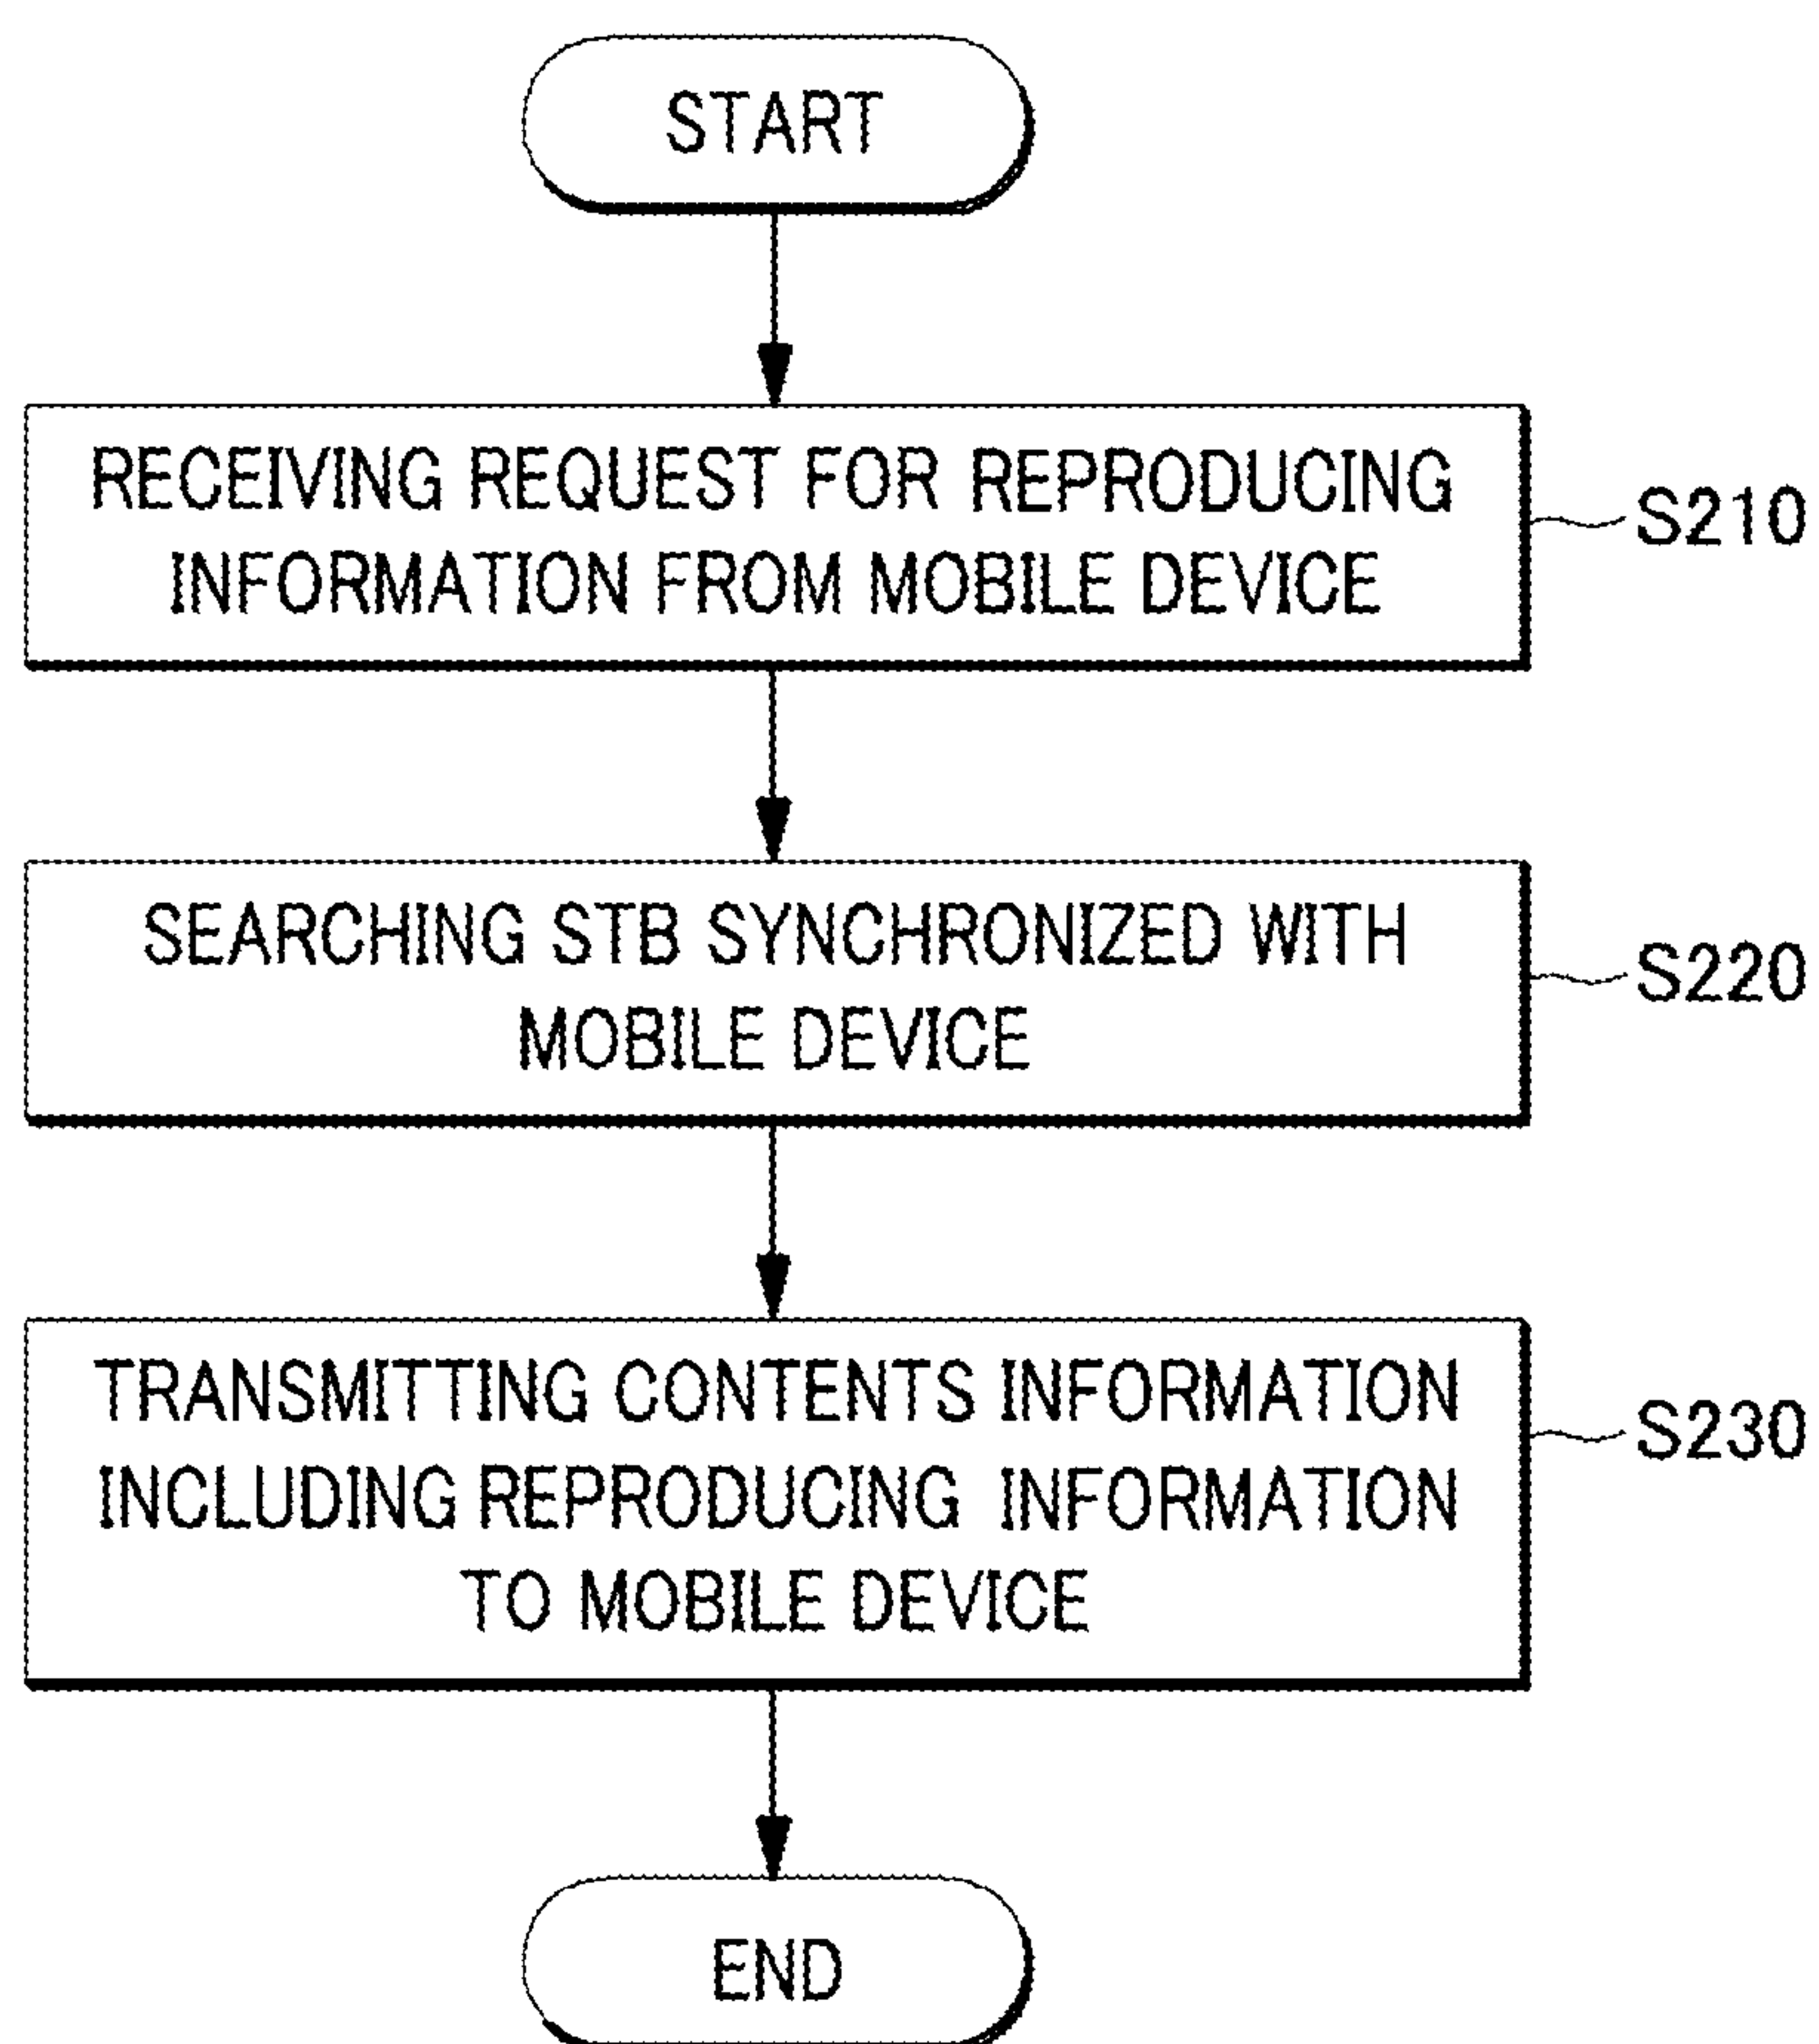 START
RECEIVING REQUEST FOR REPRODUCING
INFORMATION FROM MOBILE DEVICE
S210
SEARCHING STB SYNCHRONIZED WITH
MOBILE DEVICE
S220
TRANSMITTING CONTENTS INFORMATION
INCLUDING REPRODUCING INFORMATION
TO MOBILE DEVICE
S230
END